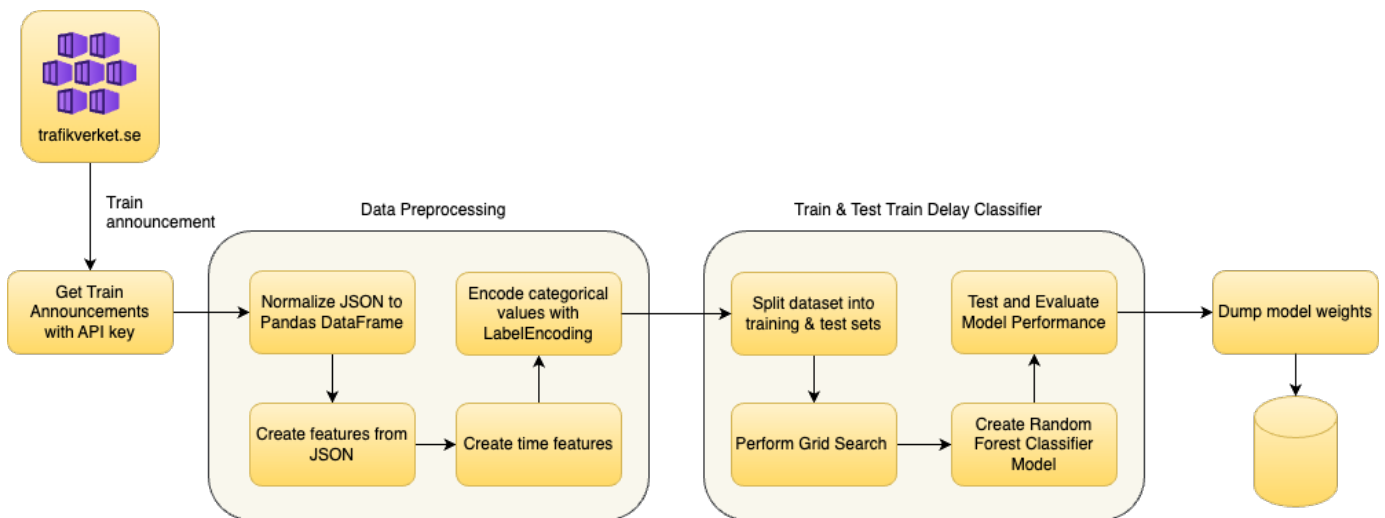 trafikverket.se
Train
announcement
Get Train
Announcements
with API key
Data Preprocessing
Normalize JSON to
Pandas DataFrame
Create features from
JSON
Create time features
Encode categorical
values with
LabelEncoding
Train & Test Train Delay Classifier
Split dataset into
training & test sets
Perform Grid Search
Create Random
Forest Classifier
Model
Test and Evaluate
Model Performance
Dump model weights